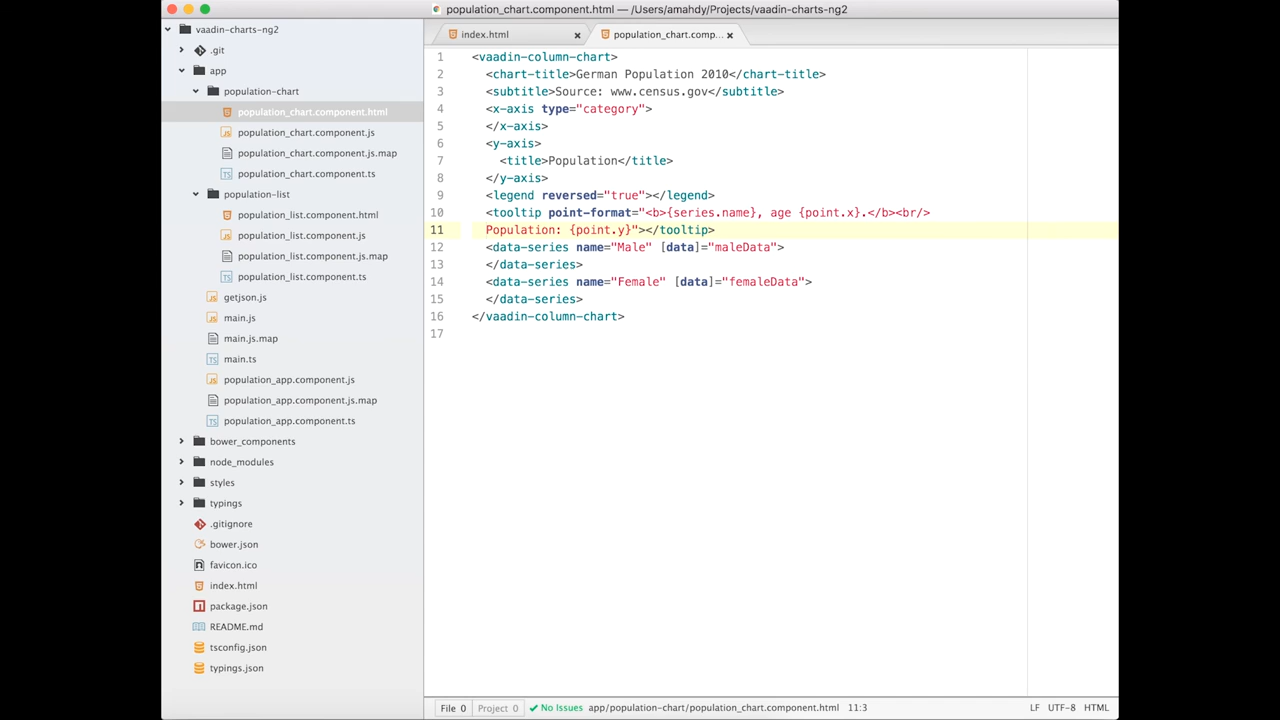 population_chart.component.html — /Users/amahdy/Projects/vaadin-charts-ng2
vaadin-charts-ng2
.git
app
population-chart
population_chart.component.html
population_chart.component.js
population_chart.component.js.map
population_chart.component.ts
population-list
population_list.component.html
population_list.component.js
population_list.component.js.map
population_list.component.ts
getjson.js
main.js
main.js.map
main.ts
population_app.component.js
population_app.component.js.map
population_app.component.ts
bower_components
node_modules
styles
typings
.gitignore
bower.json
favicon.ico
index.html
package.json
README.md
tsconfig.json
typings.json
index.html
population_chart.comp...
1 <vaadin-column-chart>
2 <chart-title>German Population 2010</chart-title>
3 <subtitle>Source: www.census.gov</subtitle>
4 <x-axis type="category">
5 </x-axis>
6 <y-axis>
7 <title>Population</title>
8 </y-axis>
9 <legend reversed="true"></legend>
10 <tooltip point-format="<b>{series.name}, age {point.x}.</b><br/>
11 Population: {point.y}"></tooltip>
12 <data-series name="Male" [data]="maleData">
13 </data-series>
14 <data-series name="Female" [data]="femaleData">
15 </data-series>
16 </vaadin-column-chart>
17
File 0 Project 0 No Issues app/population-chart/population_chart.component.html 11:3 LF UTF-8 HTML